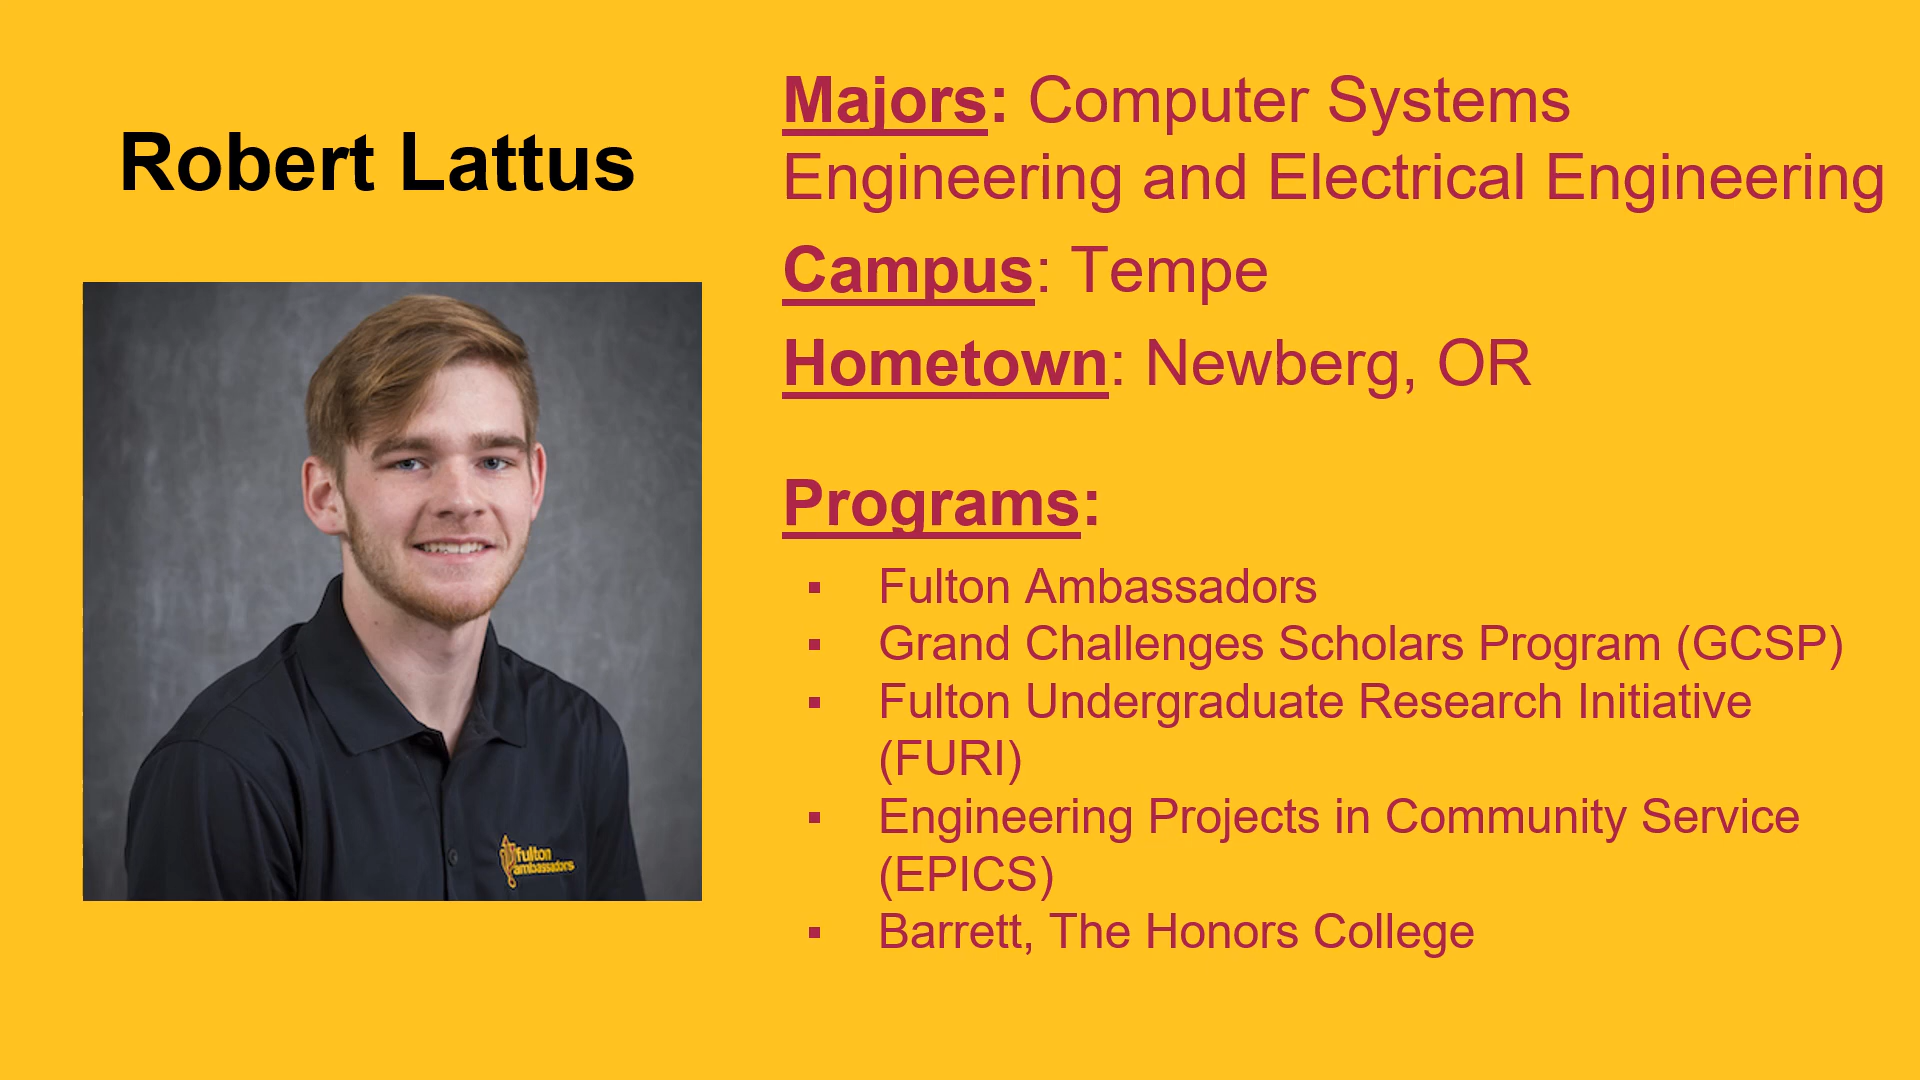 Robert Lattus
Majors: Computer Systems
Engineering and Electrical Engineering
Campus: Tempe
Hometown: Newberg, OR
Programs:
▪ Fulton Ambassadors
▪ Grand Challenges Scholars Program (GCSP)
▪ Fulton Undergraduate Research Initiative
(FURI)
▪ Engineering Projects in Community Service
(EPICS)
▪ Barrett, The Honors College
fulton
ambassadors